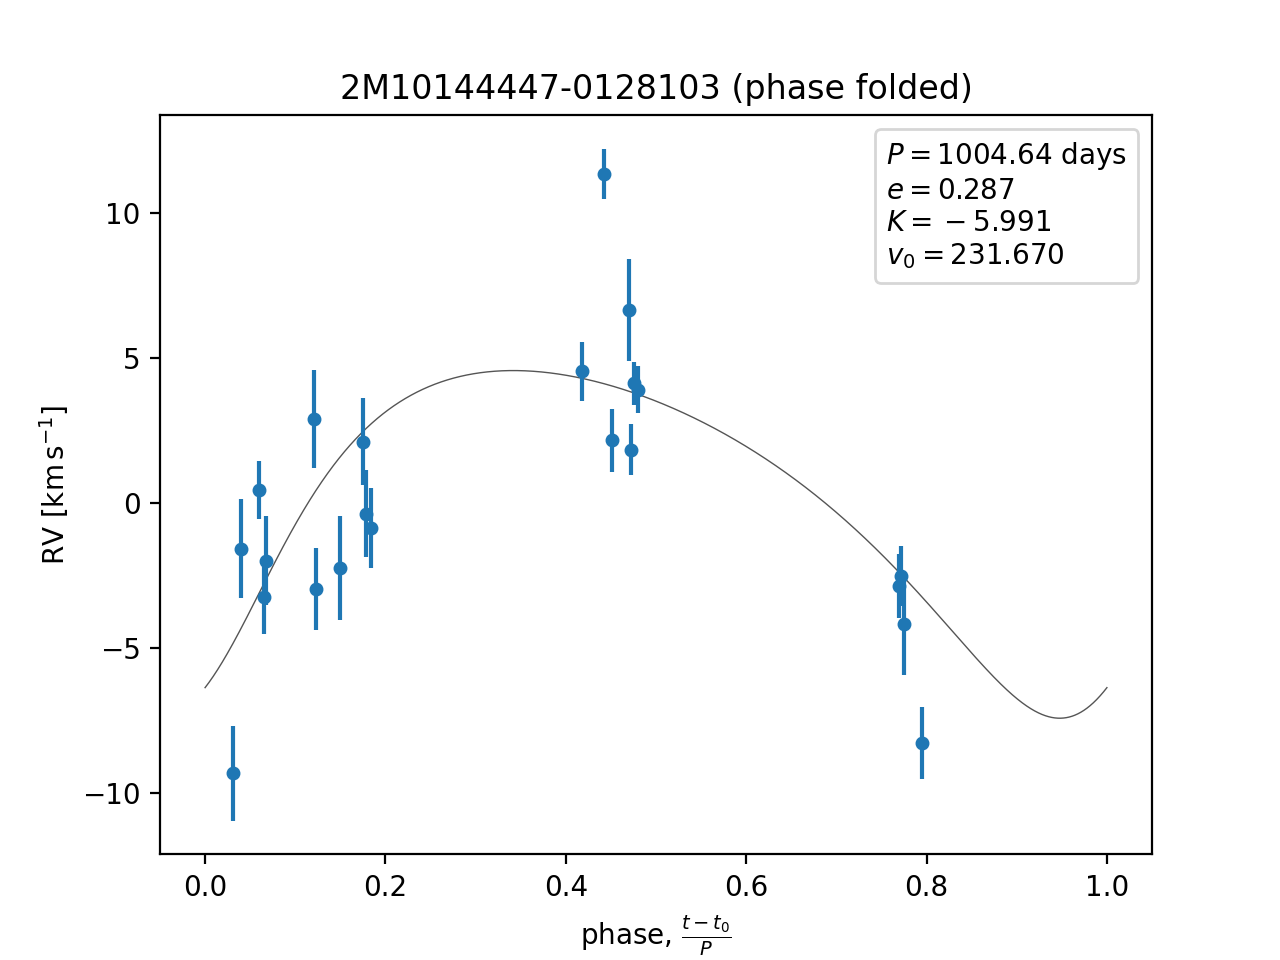 2M10144447-0128103 (phase folded)
P = 1004.64 days
e = 0.287
K = −5.991
v₀ = 231.670
RV [km s⁻¹]
10
5
0
−5
−10
0.0 0.2 0.4 0.6 0.8 1.0
phase, (t − t₀)/P